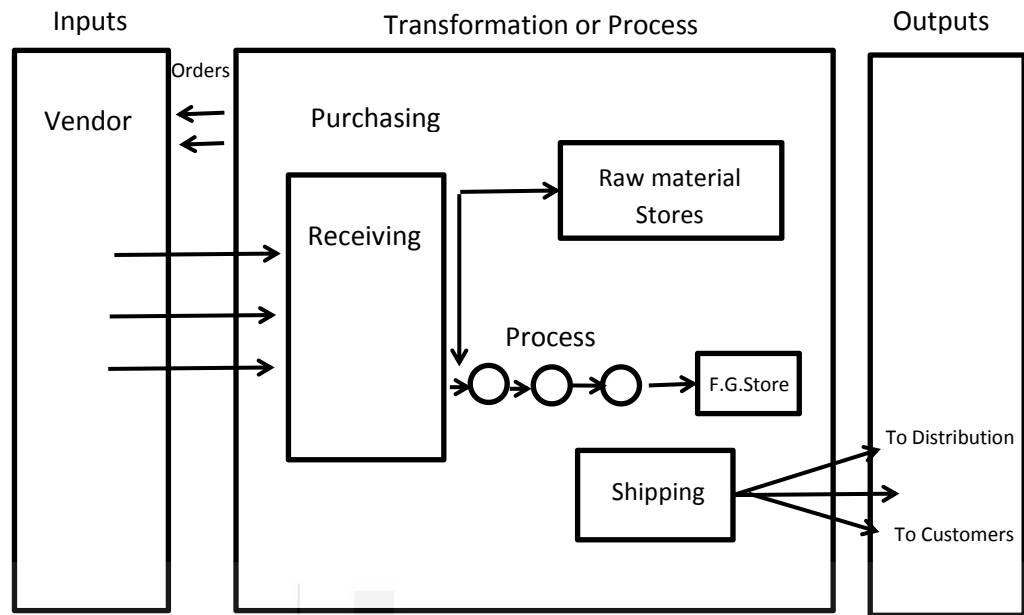 Inputs
Transformation or Process
Outputs
Orders
Vendor
Purchasing
Raw material
Stores
Receiving
Process
F.G.Store
To Distribution
Shipping
To Customers